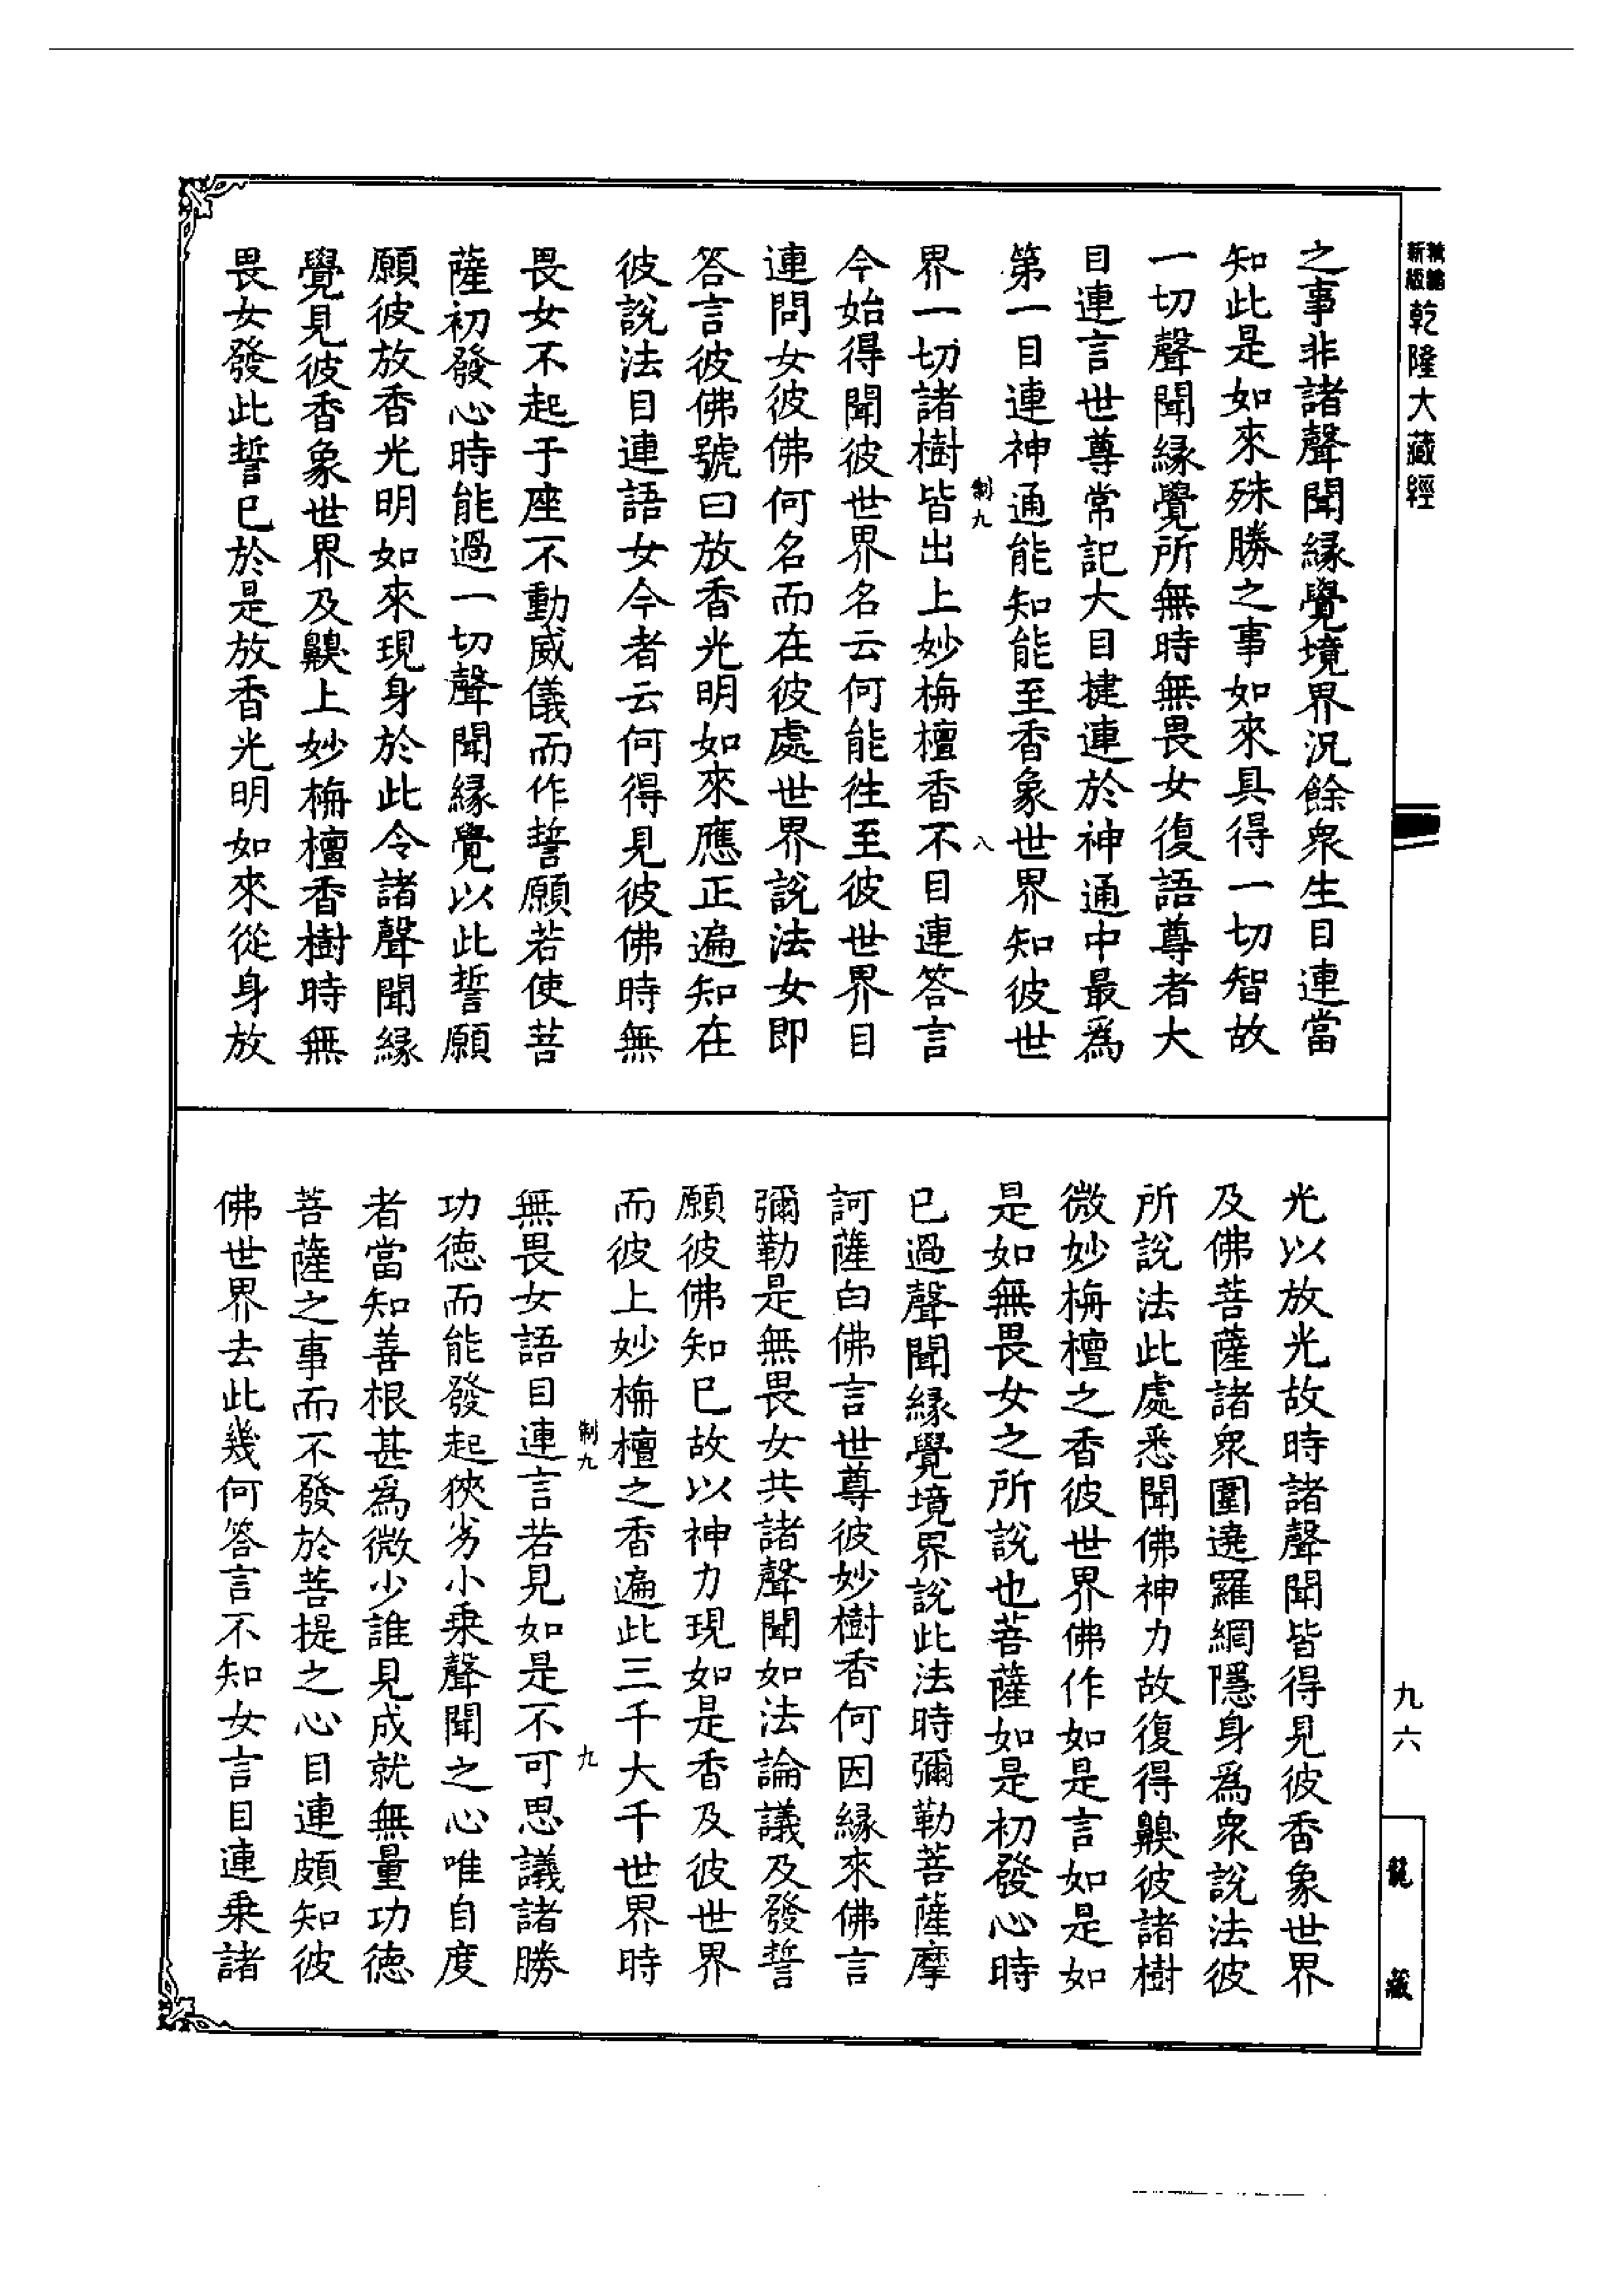 新版
乾隆大藏經
之事非諸聲聞緣覺境界況餘衆生目連當
知此是如來殊勝之事如來具得一切智故
一切聲聞緣覺所無時無畏女復語尊者大
目連言世尊常記大目揵連於神通中最爲
第一目連神通能知能至香象世界知彼世
制九
八
界一切諸樹皆出上妙栴檀香不目連答言
今始得聞彼世界名云何能徃至彼世界目
連問女彼佛何名而在彼處世界說法女即
答言彼佛號曰放香光明如來應正遍知在
彼說法目連語女今者云何得見彼佛時無
畏女不起于座不動威儀而作誓願若使菩
薩初發心時能過一切聲聞緣覺以此誓願
願彼放香光明如來現身於此令諸聲聞緣
覺見彼香象世界及齅上妙栴檀香樹時無
畏女發此誓已於是放香光明如來從身放
光以放光故時諸聲聞皆得見彼香象世界
及佛菩薩諸衆圍遶羅網隱身爲衆說法彼
所說法此處悉聞佛神力故復得齅彼諸樹
微妙栴檀之香彼世界佛作如是言如是如
是如無畏女之所說也菩薩如是初發心時
已過聲聞緣覺境界說此法時彌勒菩薩摩
訶薩白佛言世尊彼妙樹香何因緣來佛言
彌勒是無畏女共諸聲聞如法論議及發誓
願彼佛知已故以神力現如是香及彼世界
而彼上妙栴檀之香遍此三千大千世界時
制九
九
無畏女語目連言若見如是不可思議諸勝
功德而能發起狹劣小乘聲聞之心唯自度
者當知善根甚爲微少誰見成就無量功德
菩薩之事而不發於菩提之心目連頗知彼
佛世界去此幾何答言不知女言目連乘諸
九六
龍藏